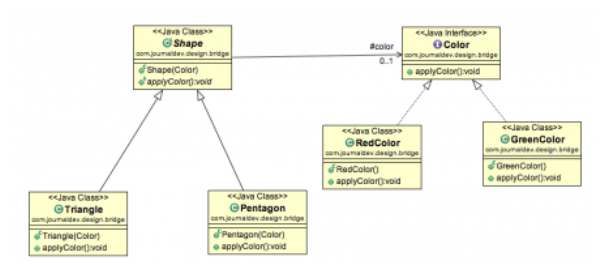 <<Java Class>>
Shape
com.journaldev.design.bridge
Shape(Color)
applyColor():void
#color
0..1
<<Java Interface>>
Color
com.journaldev.design.bridge
applyColor():void
<<Java Class>>
RedColor
com.journaldev.design.bridge
RedColor()
applyColor():void
<<Java Class>>
GreenColor
com.journaldev.design.bridge
GreenColor()
applyColor():void
<<Java Class>>
Triangle
com.journaldev.design.bridge
Triangle(Color)
applyColor():void
<<Java Class>>
Pentagon
com.journaldev.design.bridge
Pentagon(Color)
applyColor():void